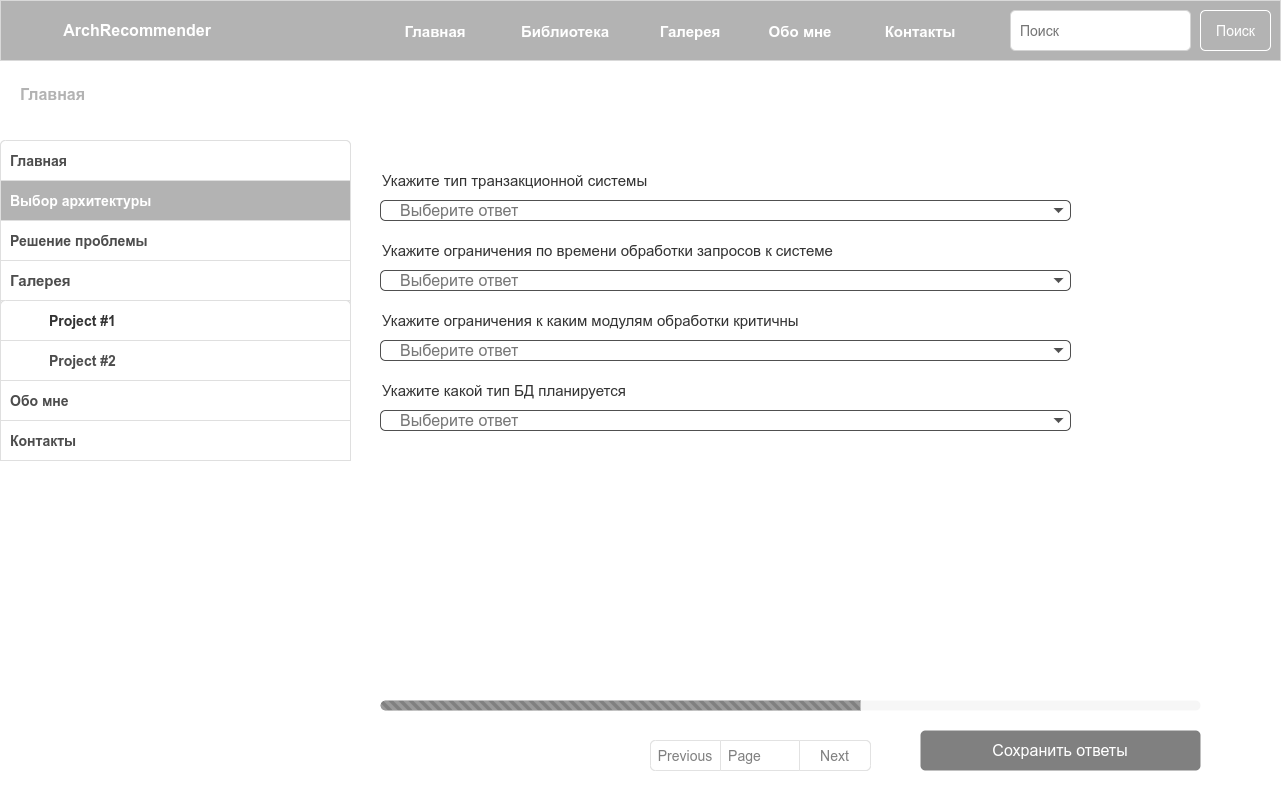 ArchRecommender Главная Библиотека Галерея Обо мне Контакты Поиск Поиск
Главная
Главная
Выбор архитектуры
Решение проблемы
Галерея
Project #1
Project #2
Обо мне
Контакты
Укажите тип транзакционной системы
Выберите ответ
Укажите ограничения по времени обработки запросов к системе
Выберите ответ
Укажите ограничения к каким модулям обработки критичны
Выберите ответ
Укажите какой тип БД планируется
Выберите ответ
Previous Page Next
Сохранить ответы